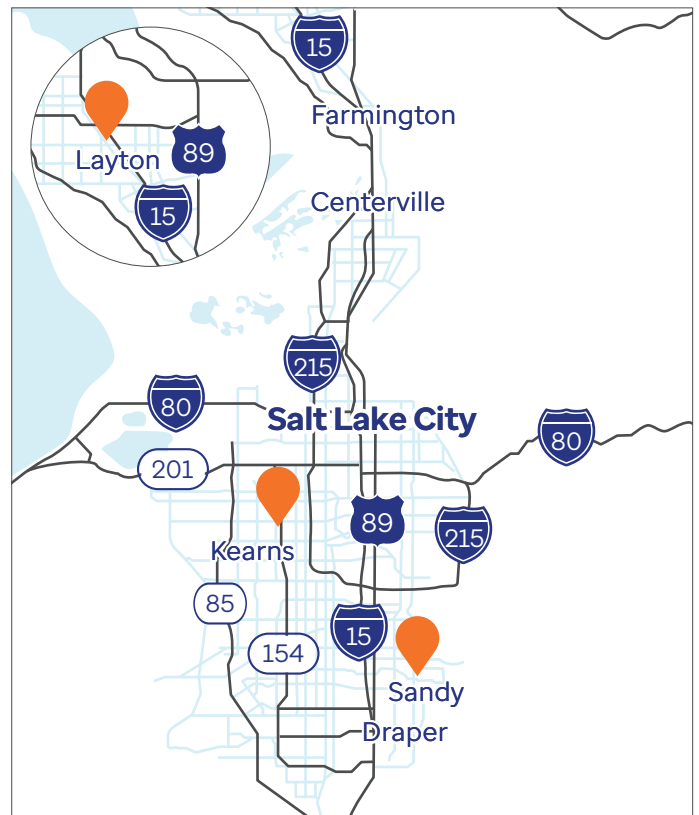 15
Farmington
Layton
89
15
Centerville
215
80
Salt Lake City
80
201
89
215
Kearns
85
15
154
Sandy
Draper